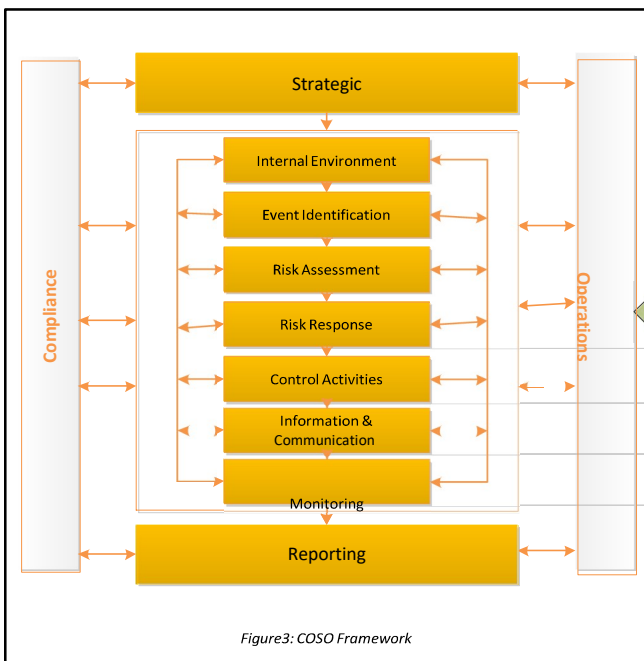 Strategic
Internal Environment
Event Identification
Risk Assessment
Risk Response
Control Activities
Information &
Communication
Monitoring
Reporting
Compliance
Operations
Figure3: COSO Framework